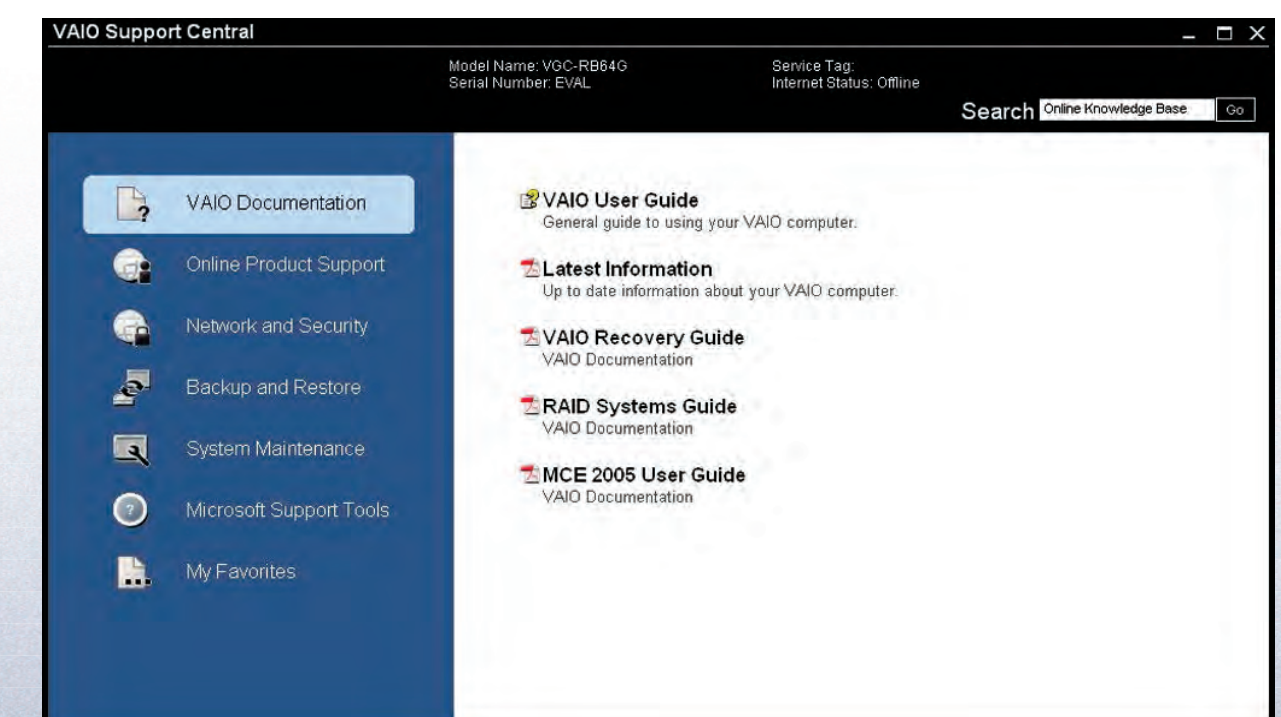 VAIO Support Central
Model Name: VGC-RB64G
Serial Number: EVAL
Service Tag:
Internet Status: Offline
Search Online Knowledge Base Go
VAIO Documentation
Online Product Support
Network and Security
Backup and Restore
System Maintenance
Microsoft Support Tools
My Favorites
VAIO User Guide
General guide to using your VAIO computer.
Latest Information
Up to date information about your VAIO computer.
VAIO Recovery Guide
VAIO Documentation
RAID Systems Guide
VAIO Documentation
MCE 2005 User Guide
VAIO Documentation